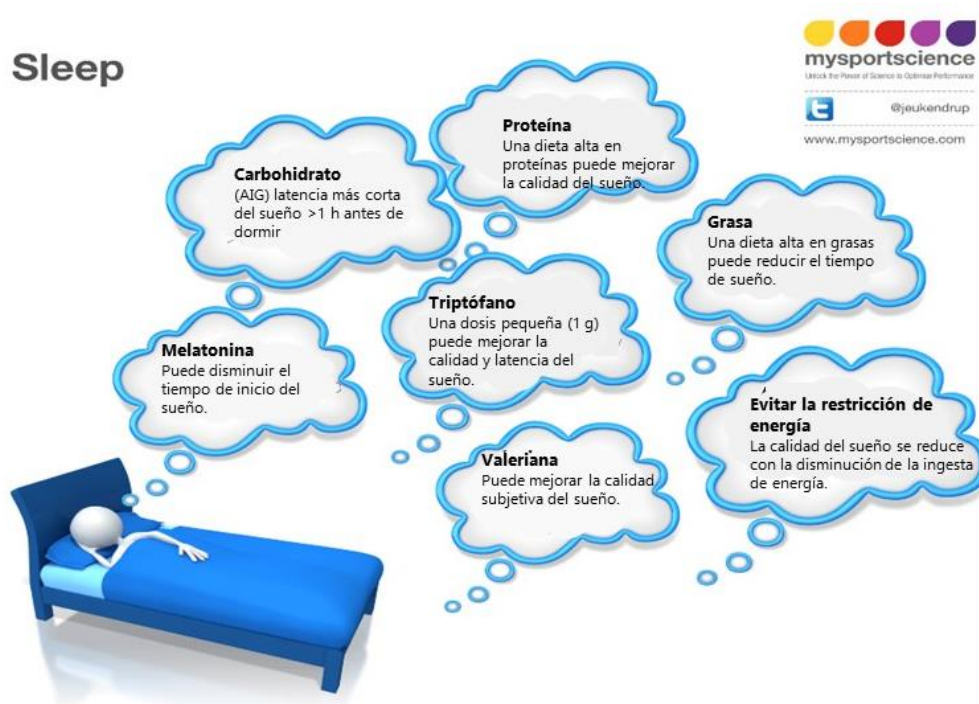 Sleep
mysportscience
Unlock the Power of Science to Optimise Performance
@jeukendrup
www.mysportscience.com
Proteína
Una dieta alta en
proteínas puede mejorar
la calidad del sueño.
Carbohidrato
(AIG) latencia más corta
del sueño >1 h antes de
dormir
Grasa
Una dieta alta en grasas
puede reducir el tiempo
de sueño.
Triptófano
Una dosis pequeña (1 g)
puede mejorar la
calidad y latencia del
sueño.
Melatonina
Puede disminuir el
tiempo de inicio del
sueño.
Evitar la restricción de
energía
La calidad del sueño se reduce
con la disminución de la ingesta
de energía.
Valeriana
Puede mejorar la calidad
subjetiva del sueño.